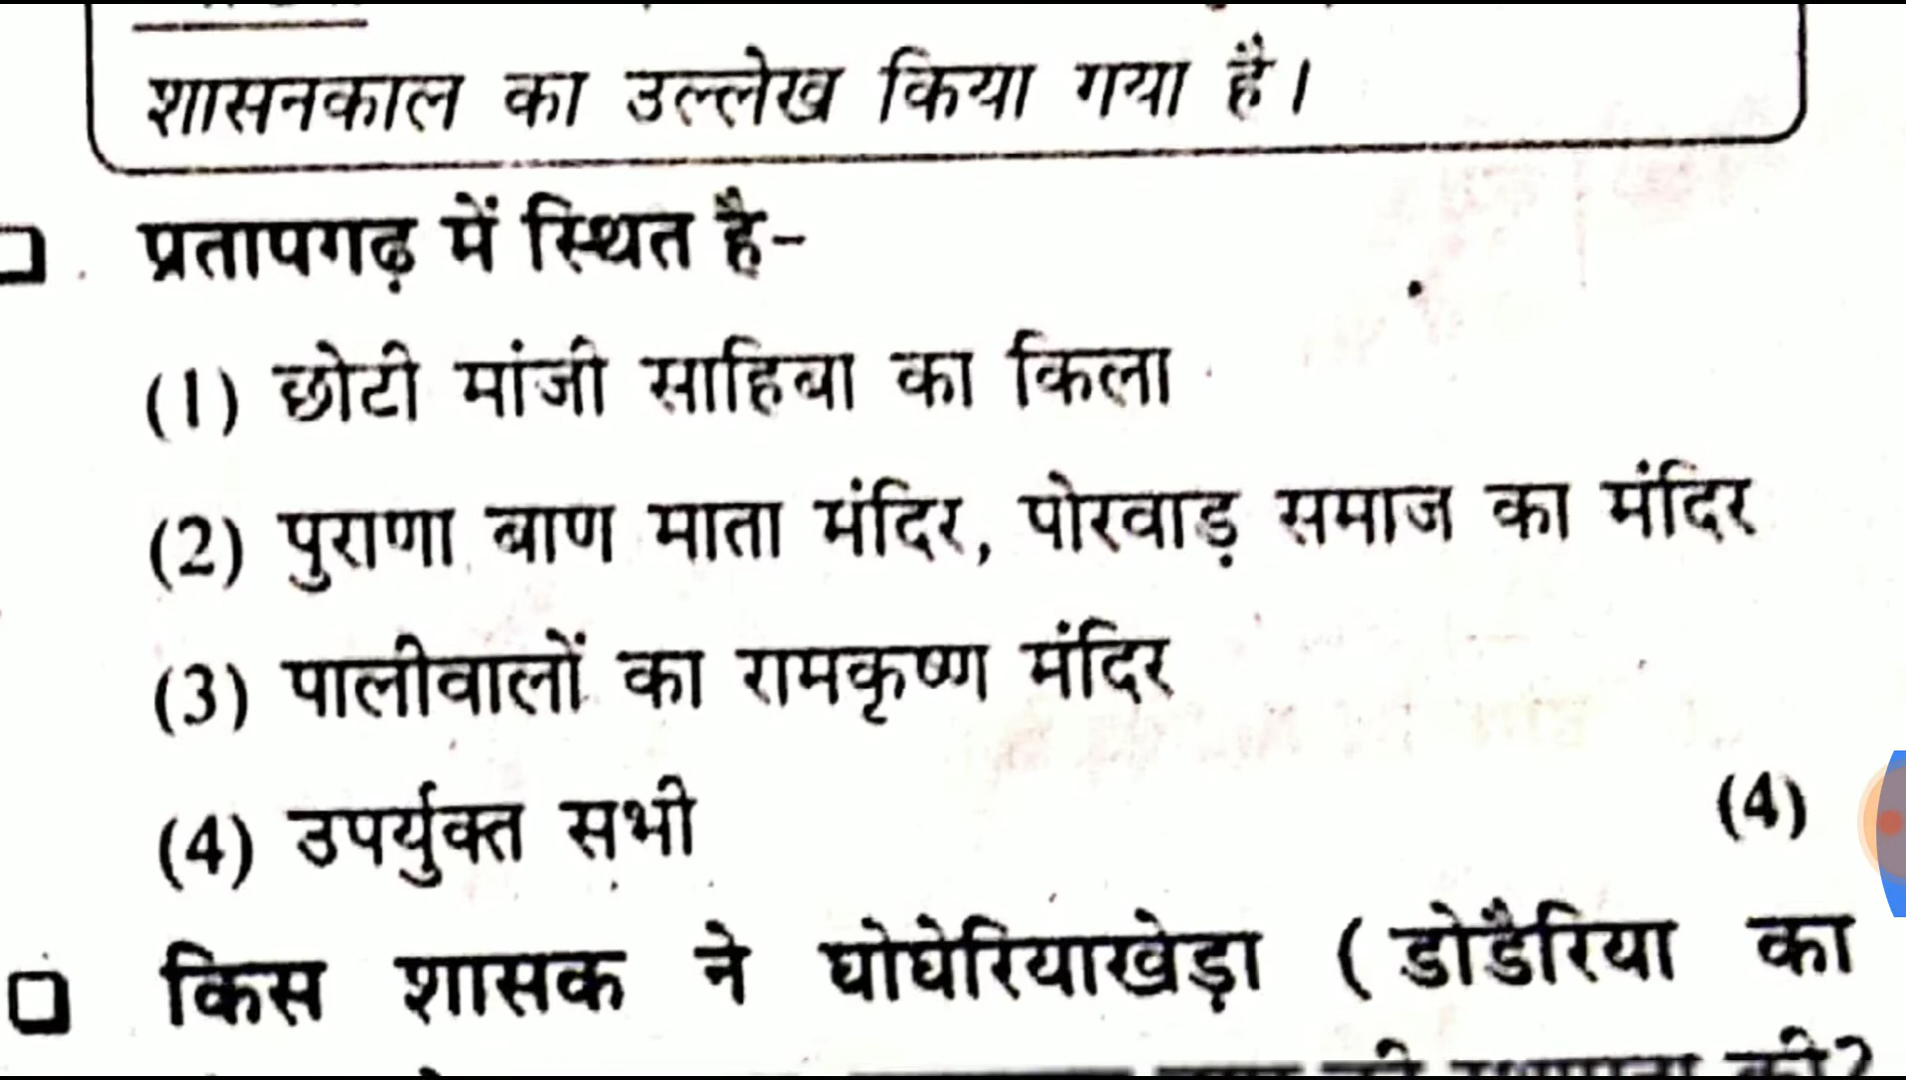 शासनकाल का उल्लेख किया गया है।
प्रतापगढ़ में स्थित है-
(1) छोटी मांजी साहिबा का किला
(2) पुराणा बाण माता मंदिर, पोरवाड़ समाज का मंदिर
(3) पालीवालों का रामकृष्ण मंदिर
(4) उपर्युक्त सभी (4)
किस शासक ने घोघेरियाखेड़ा (डोडैरिया का
की?